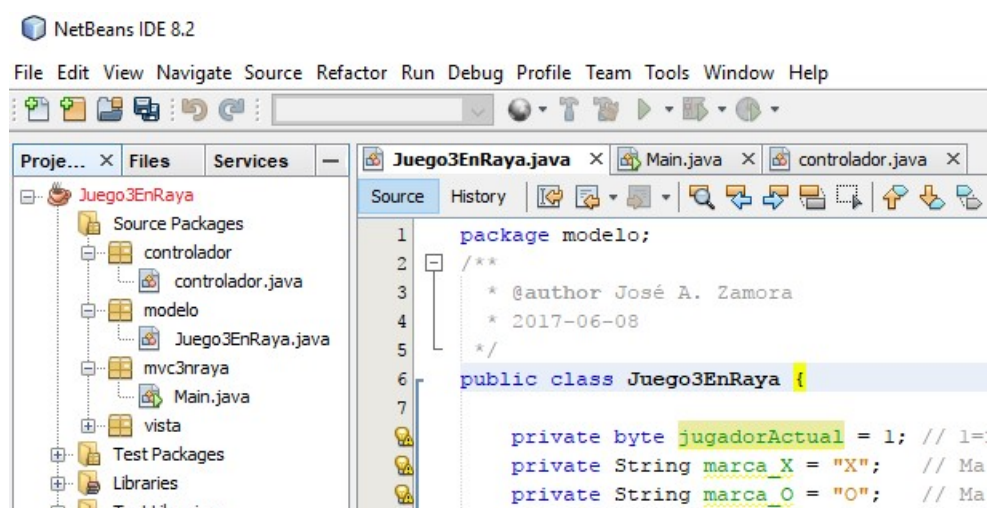 NetBeans IDE 8.2
File Edit View Navigate Source Refactor Run Debug Profile Team Tools Window Help
Proje... × Files Services
Juego3EnRaya.java × Main.java × controlador.java ×
Source History
Juego3EnRaya
Source Packages
controlador
controlador.java
modelo
Juego3EnRaya.java
mvc3nraya
Main.java
vista
Test Packages
Libraries
1 package modelo;
2 /**
3 * @author José A. Zamora
4 * 2017-06-08
5 */
6 public class Juego3EnRaya {
7
private byte jugadorActual = 1; // 1=
private String marca_X = "X"; // Ma
private String marca_O = "O"; // Ma